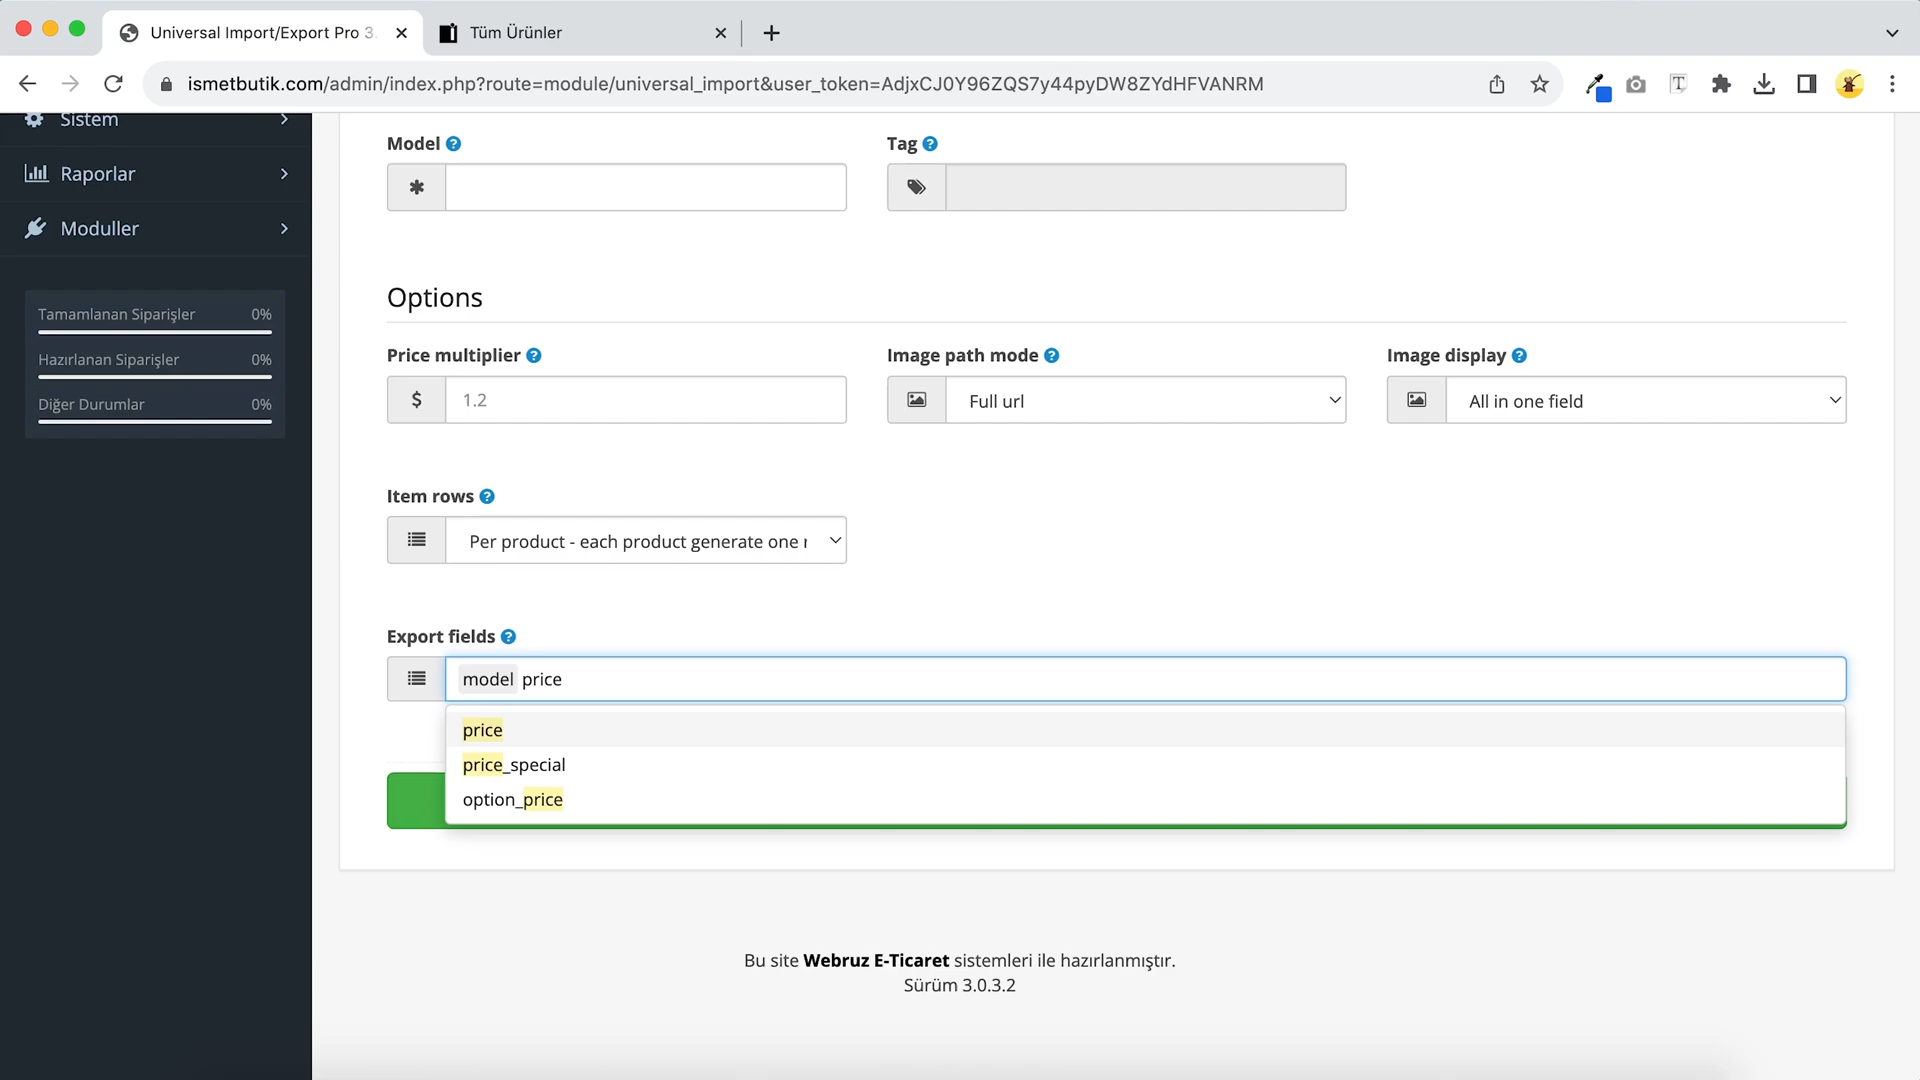 Universal Import/Export Pro 3.
Tüm Ürünler
ismetbutik.com/admin/index.php?route=module/universal_import&user_token=AdjxCJ0Y96ZQS7y44pyDW8ZYdHFVANRM
Sistem
Raporlar
Moduller
Tamamlanan Siparişler 0%
Hazırlanan Siparişler 0%
Diğer Durumlar 0%
Model
Tag
Options
Price multiplier
Image path mode
Image display
$ 1.2
Full url
All in one field
Item rows
Per product - each product generate one r
Export fields
model price
price
price_special
option_price
Bu site Webruz E-Ticaret sistemleri ile hazırlanmıştır.
Sürüm 3.0.3.2